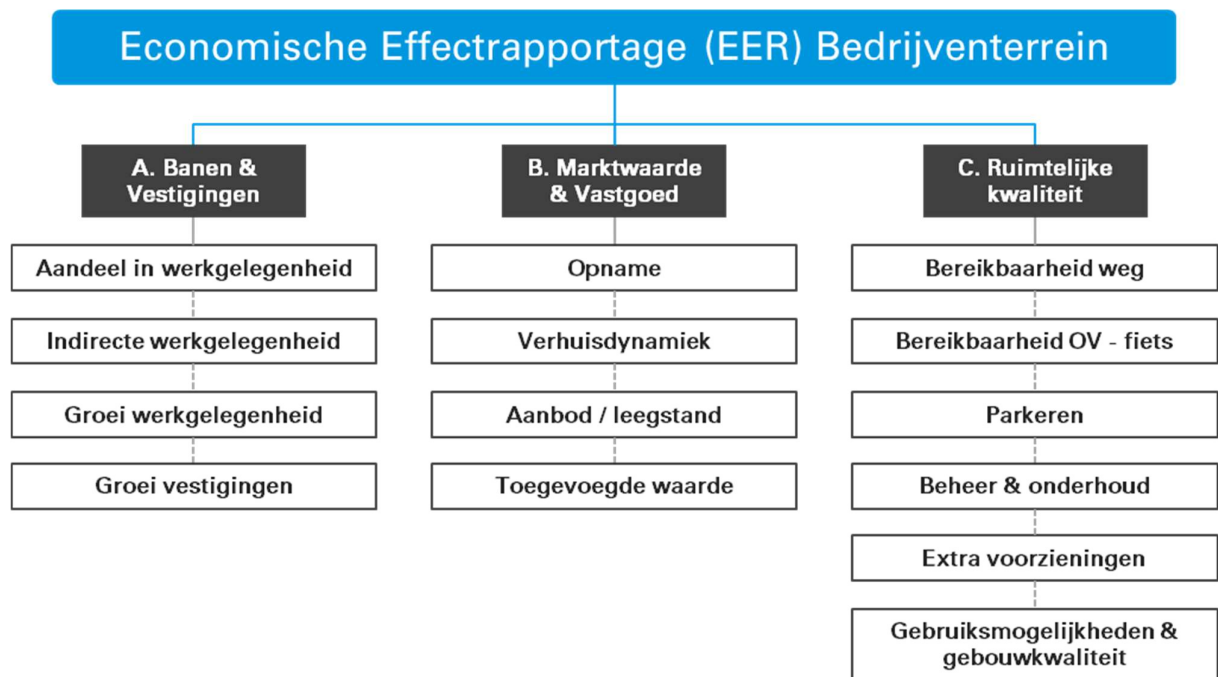 Economische Effectrapportage (EER) Bedrijventerrein
A. Banen &
Vestigingen
Aandeel in werkgelegenheid
Indirecte werkgelegenheid
Groei werkgelegenheid
Groei vestigingen
B. Marktwaarde
& Vastgoed
Opname
Verhuisdynamiek
Aanbod / leegstand
Toegevoegde waarde
C. Ruimtelijke
kwaliteit
Bereikbaarheid weg
Bereikbaarheid OV - fiets
Parkeren
Beheer & onderhoud
Extra voorzieningen
Gebruiksmogelijkheden &
gebouwkwaliteit